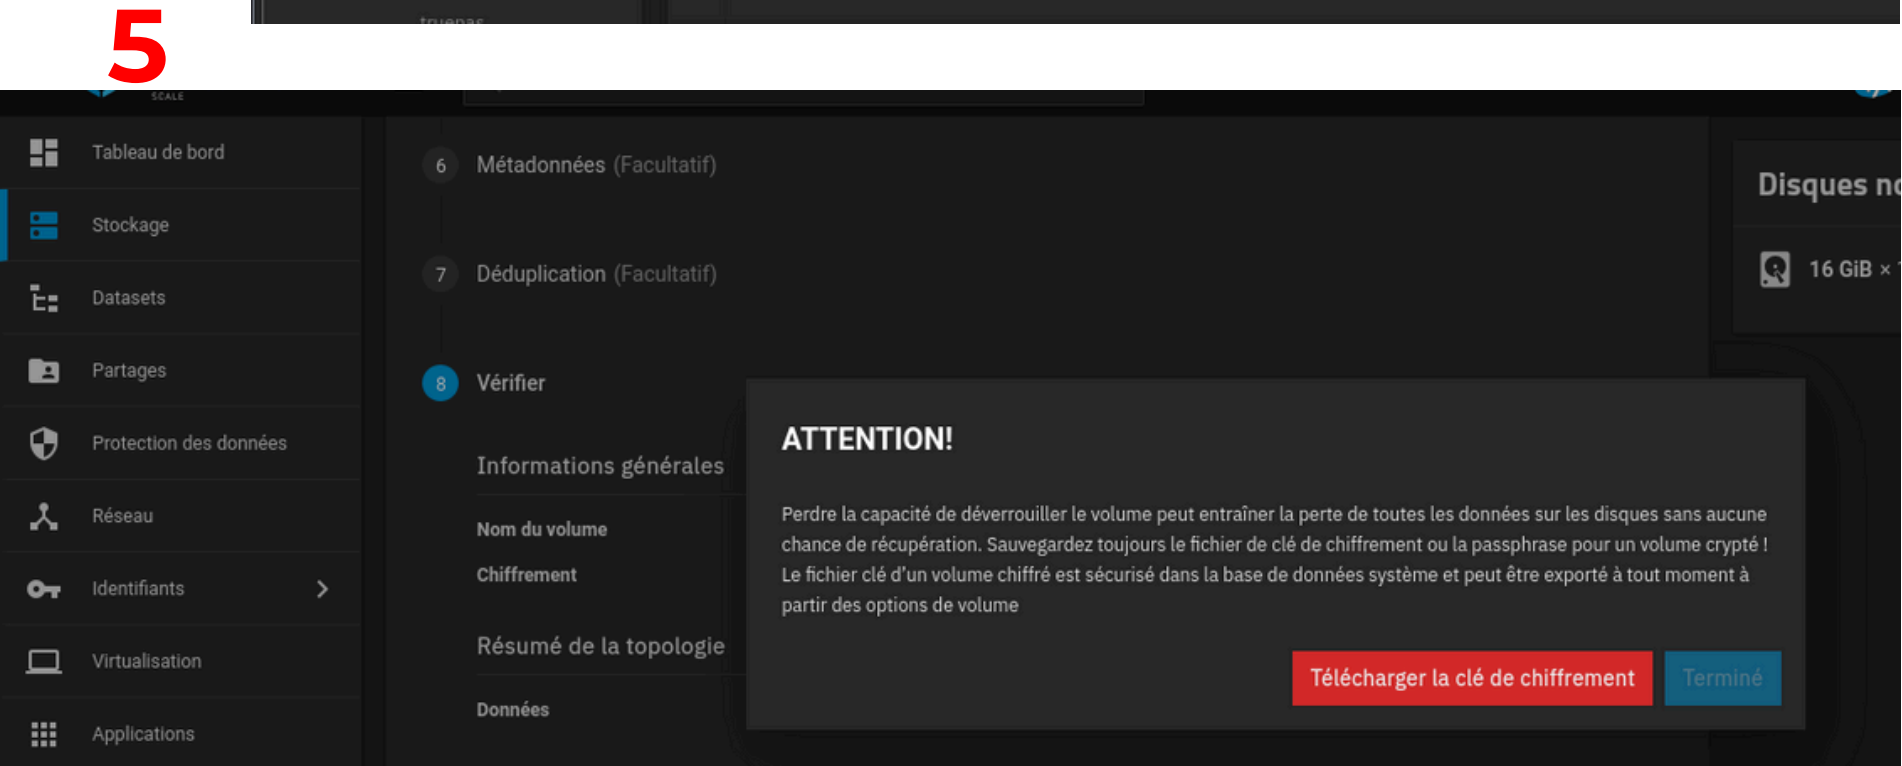 5
SCALE
Tableau de bord
Stockage
Datasets
Partages
Protection des données
Réseau
Identifiants
Virtualisation
Applications
6 Métadonnées (Facultatif)
7 Déduplication (Facultatif)
8 Vérifier
Informations générales
Nom du volume
Chiffrement
Résumé de la topologie
Données
ATTENTION!
Perdre la capacité de déverrouiller le volume peut entraîner la perte de toutes les données sur les disques sans aucune
chance de récupération. Sauvegardez toujours le fichier de clé de chiffrement ou la passphrase pour un volume crypté !
Le fichier clé d'un volume chiffré est sécurisé dans la base de données système et peut être exporté à tout moment à
partir des options de volume
Télécharger la clé de chiffrement
Terminé
Disques
16 GiB ×